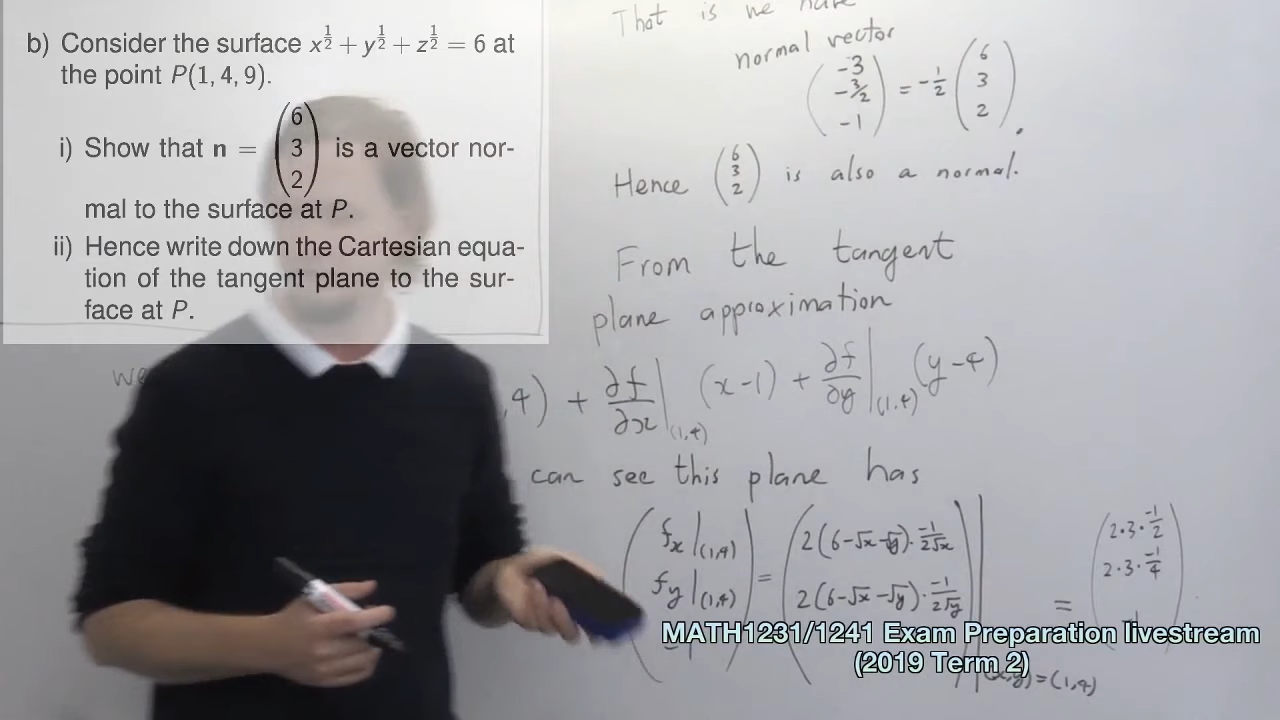 b) Consider the surface x^{1/2} + y^{1/2} + z^{1/2} = 6 at
the point P(1, 4, 9).
i) Show that n = (6 3 2) is a vector nor-
mal to the surface at P.
ii) Hence write down the Cartesian equa-
tion of the tangent plane to the sur-
face at P.
That is we have
normal vector
(-3 -3/2 -1) = -1/2 (6 3 2).
Hence (6 3 2) is also a normal.
From the tangent
plane approximation
we
,4) + ∂f/∂x|(1,4) (x-1) + ∂f/∂y|(1,4) (y-4)
can see this plane has
(fx|(1,4) fy|(1,4) -1) = (2(6-√x-√y)·-1/2√x 2(6-√x-√y)·-1/2√y)| = (2·3·-1/2 2·3·-1/4
(x,y)=(1,4)
MATH1231/1241 Exam Preparation livestream
(2019 Term 2)